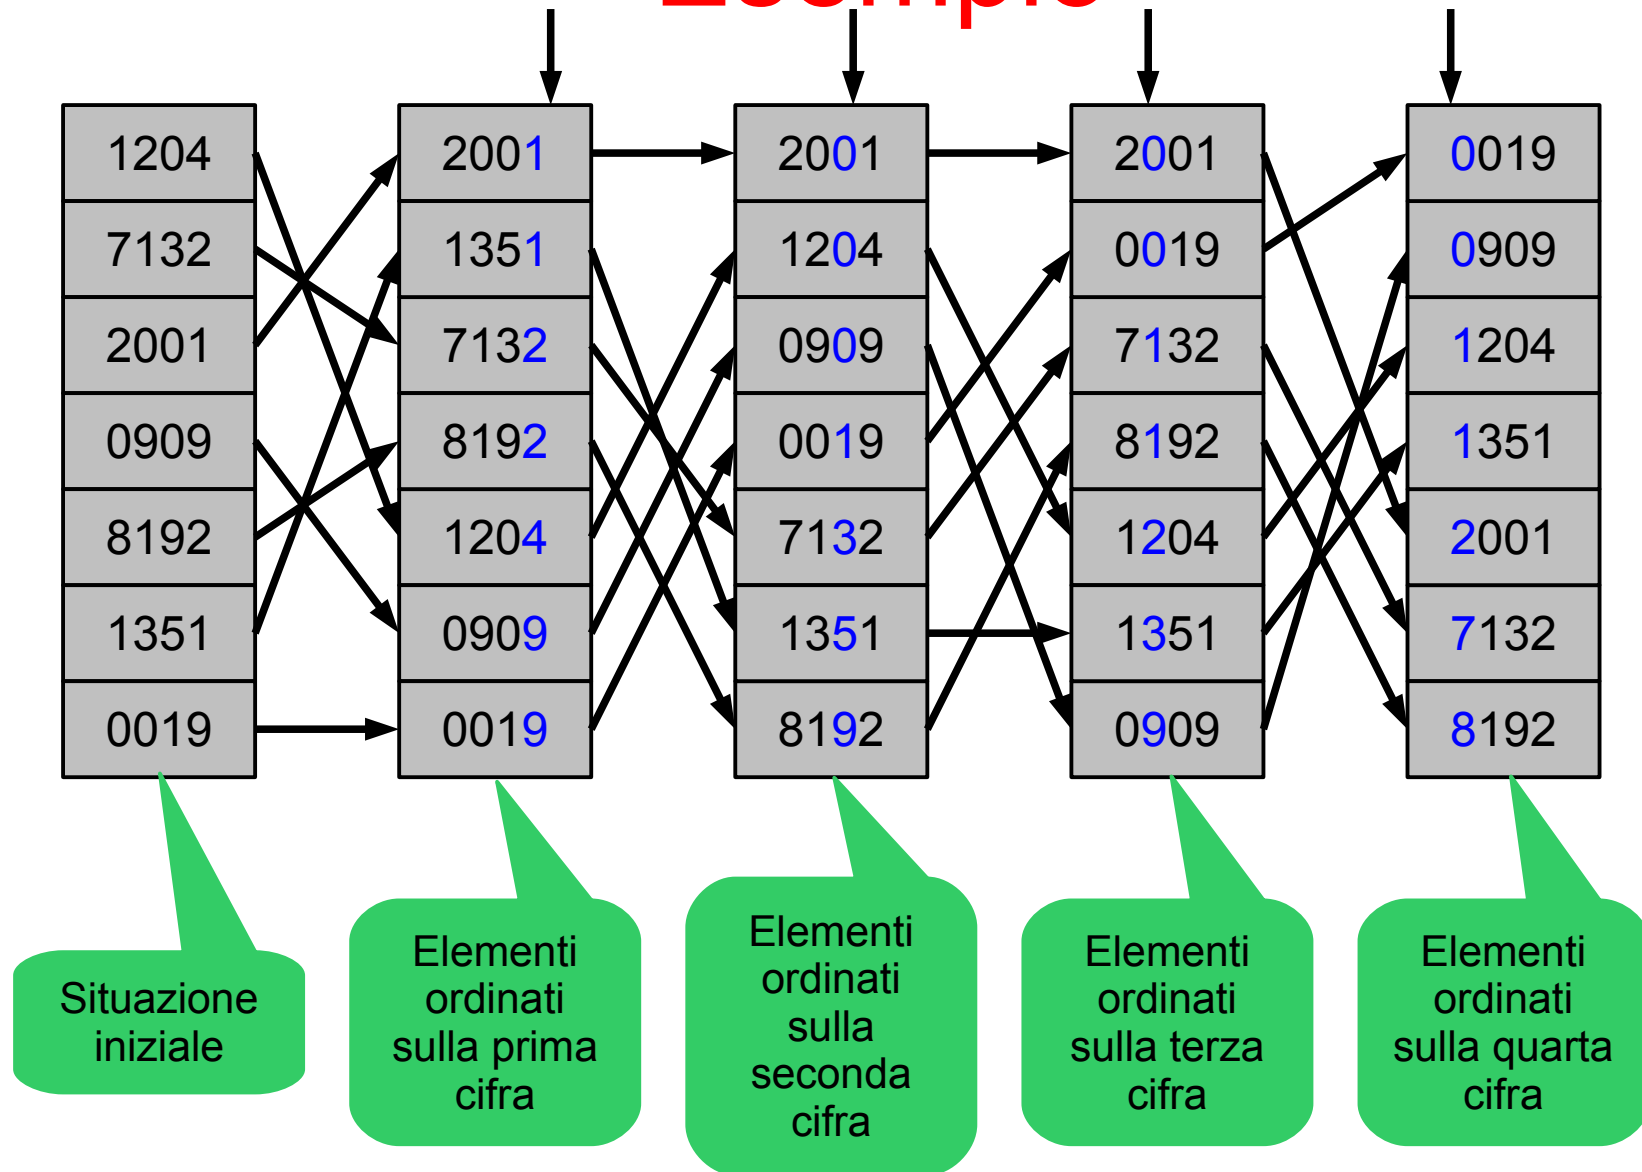 1204 2001 2001 2001 0019
7132 1351 1204 0019 0909
2001 7132 0909 7132 1204
0909 8192 0019 8192 1351
8192 1204 7132 1204 2001
1351 0909 1351 1351 7132
0019 0019 8192 0909 8192
Situazione
iniziale
Elementi
ordinati
sulla prima
cifra
Elementi
ordinati
sulla
seconda
cifra
Elementi
ordinati
sulla terza
cifra
Elementi
ordinati
sulla quarta
cifra